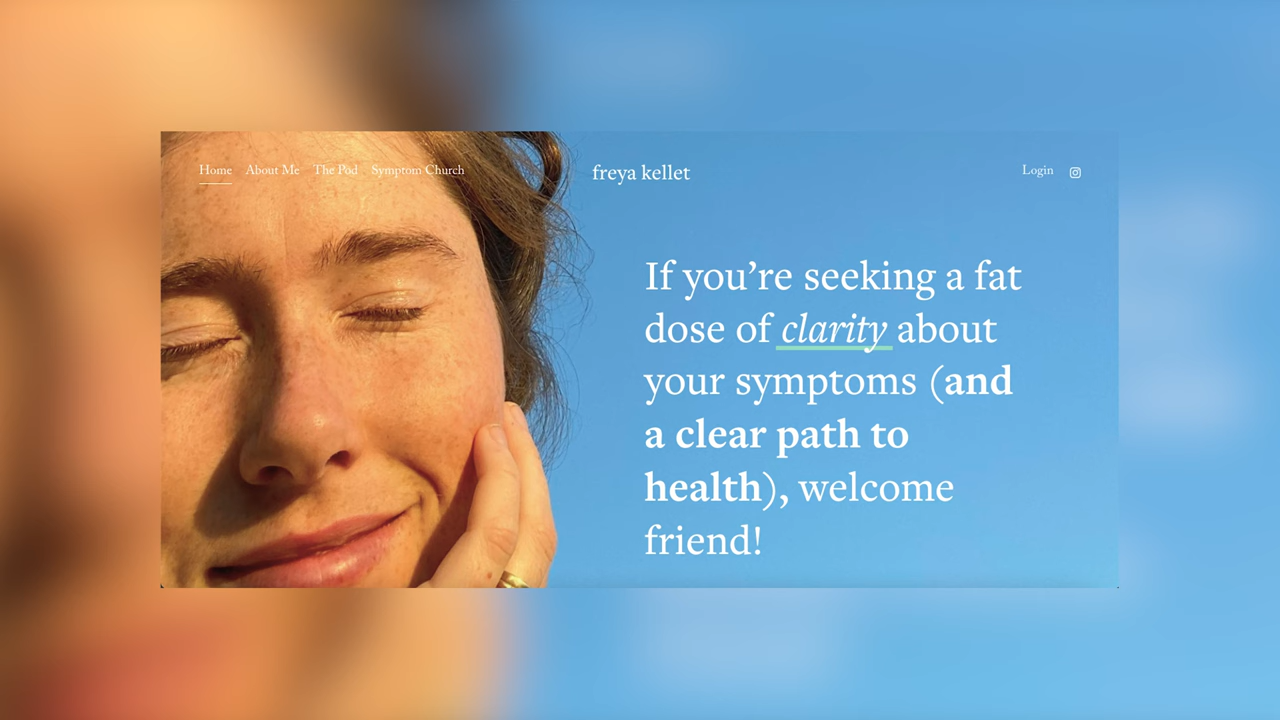 Home About Me The Pod Symptom Church freya kellet Login
If you’re seeking a fat
dose of clarity about
your symptoms (and
a clear path to
health), welcome
friend!